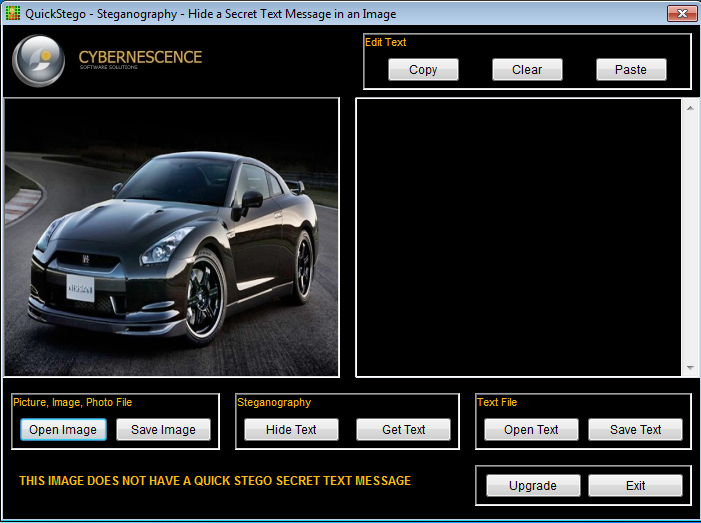 QuickStego - Steganography - Hide a Secret Text Message in an Image
CYBERNESCENCE
SOFTWARE SOLUTIONS
Edit Text
Copy
Clear
Paste
NISSAN
Picture, Image, Photo File
Open Image
Save Image
Steganography
Hide Text
Get Text
Text File
Open Text
Save Text
THIS IMAGE DOES NOT HAVE A QUICK STEGO SECRET TEXT MESSAGE
Upgrade
Exit